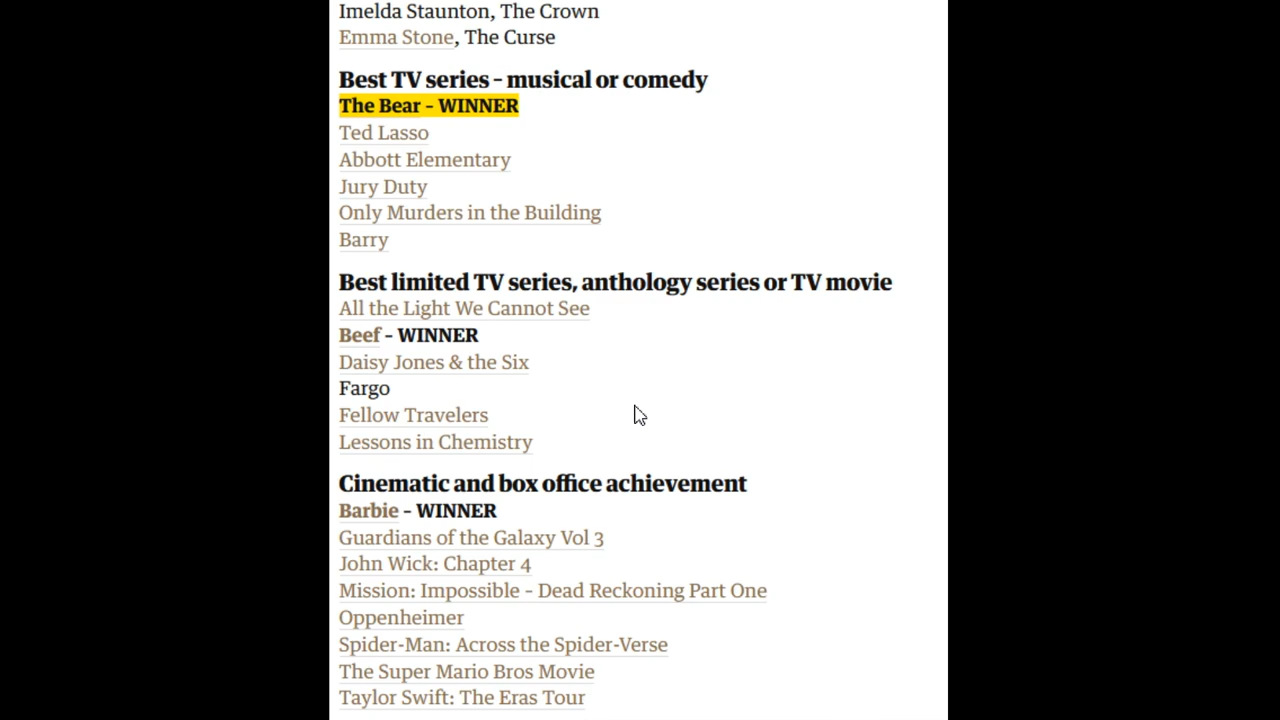 Imelda Staunton, The Crown
Emma Stone, The Curse
Best TV series – musical or comedy
The Bear – WINNER
Ted Lasso
Abbott Elementary
Jury Duty
Only Murders in the Building
Barry
Best limited TV series, anthology series or TV movie
All the Light We Cannot See
Beef – WINNER
Daisy Jones & the Six
Fargo
Fellow Travelers
Lessons in Chemistry
Cinematic and box office achievement
Barbie – WINNER
Guardians of the Galaxy Vol 3
John Wick: Chapter 4
Mission: Impossible – Dead Reckoning Part One
Oppenheimer
Spider-Man: Across the Spider-Verse
The Super Mario Bros Movie
Taylor Swift: The Eras Tour